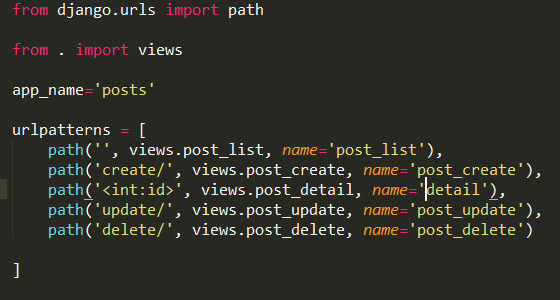 from django.urls import path
from . import views
app_name='posts'
urlpatterns = [
path('', views.post_list, name='post_list'),
path('create/', views.post_create, name='post_create'),
path('<int:id>', views.post_detail, name='detail'),
path('update/', views.post_update, name='post_update'),
path('delete/', views.post_delete, name='post_delete')
]